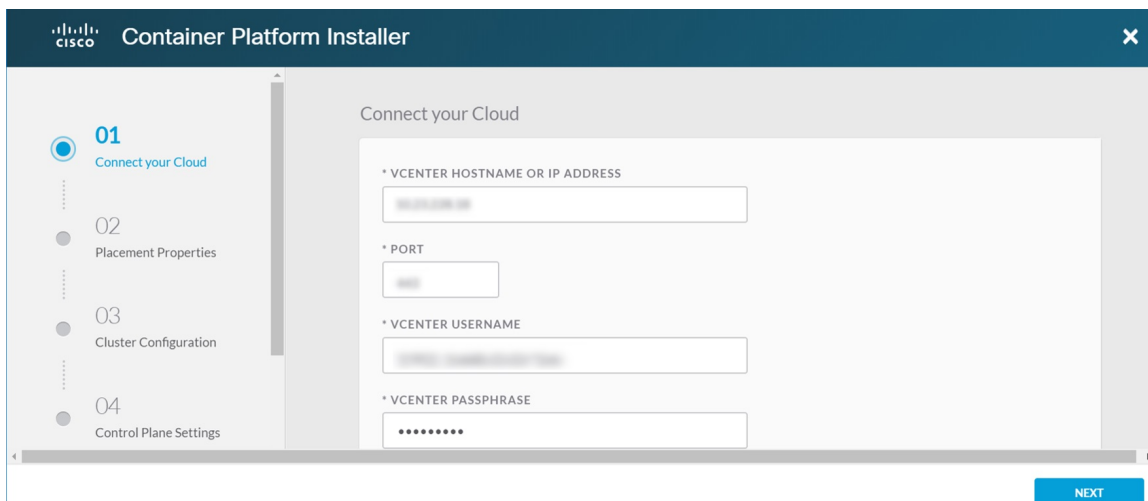 cisco Container Platform Installer
01
Connect your Cloud
02
Placement Properties
03
Cluster Configuration
04
Control Plane Settings
Connect your Cloud
* VCENTER HOSTNAME OR IP ADDRESS
* PORT
* VCENTER USERNAME
* VCENTER PASSPHRASE
•••••••••
NEXT